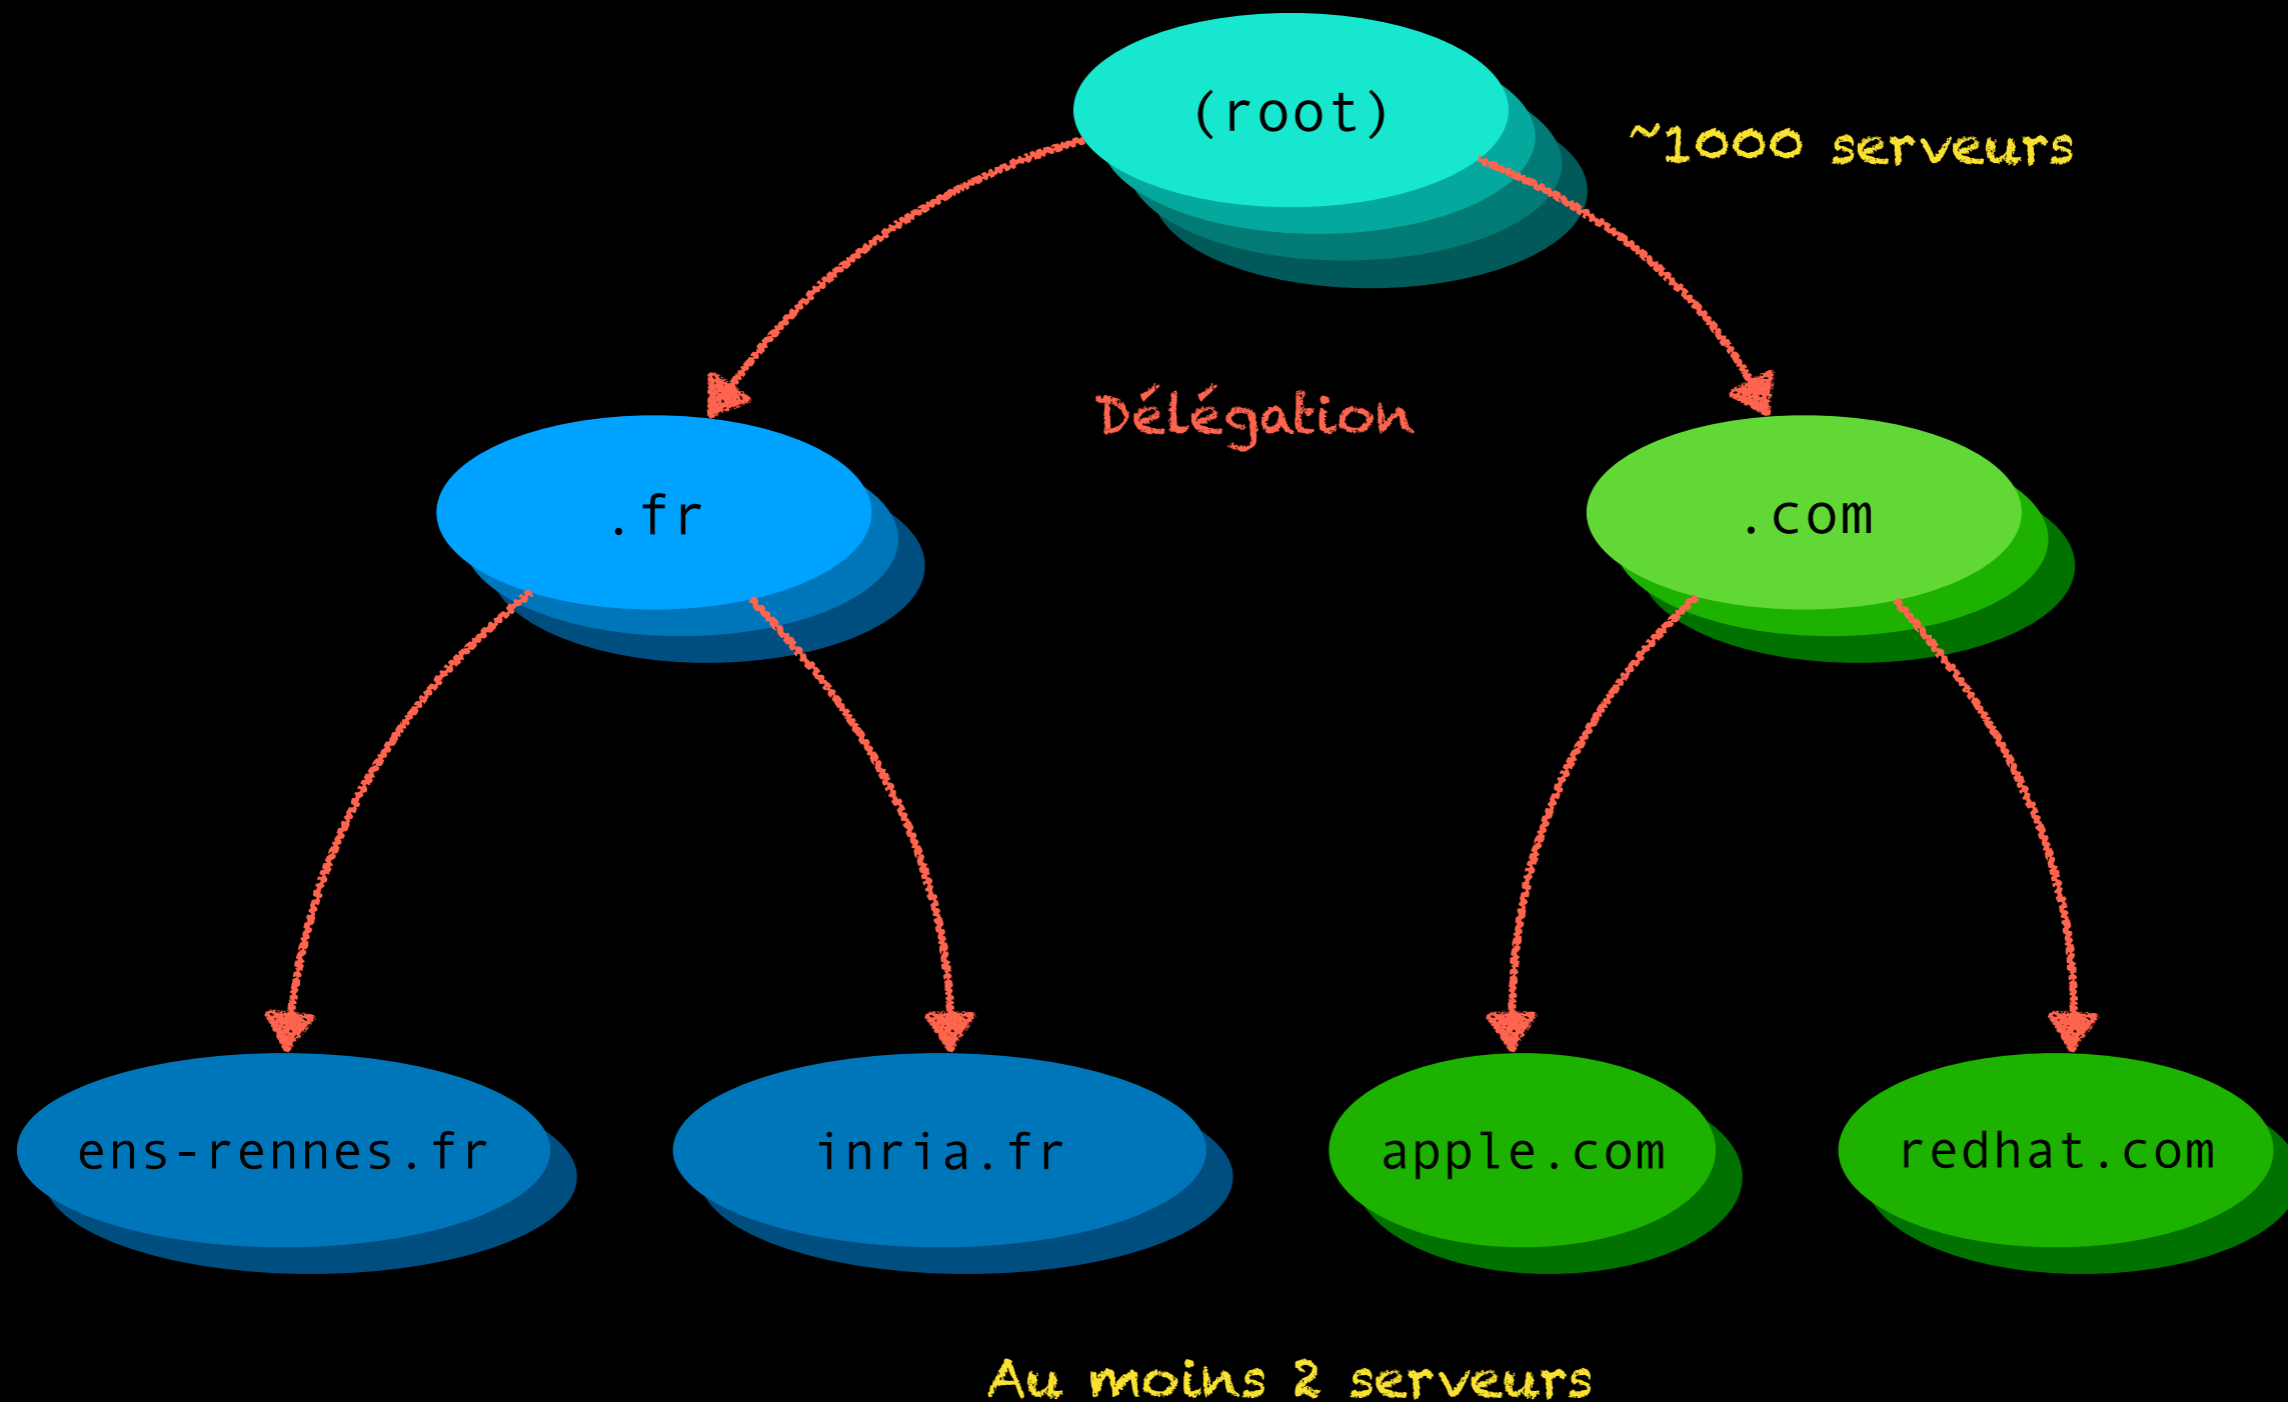 (root)
~1000 serveurs
Délégation
.fr
.com
ens-rennes.fr
inria.fr
apple.com
redhat.com
Au moins 2 serveurs